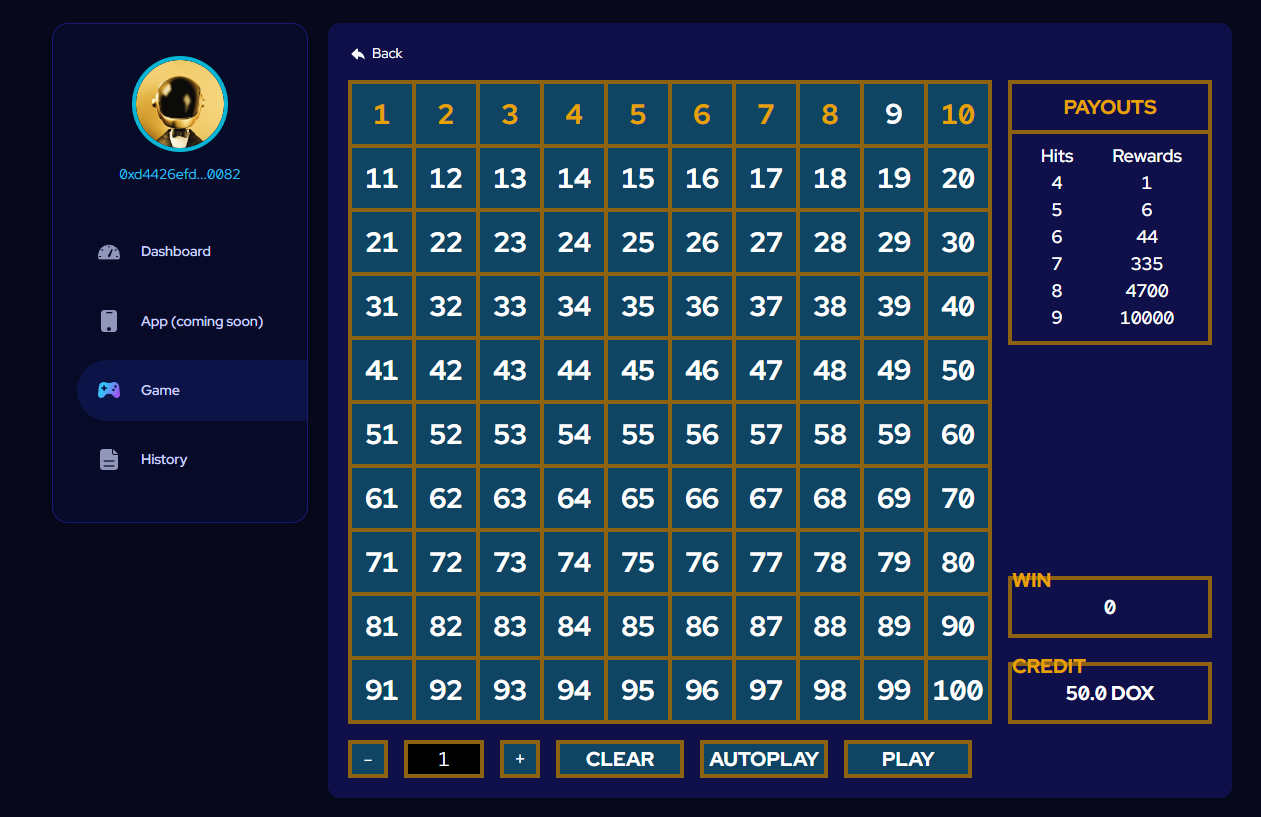 0xd4426efd...0082
Dashboard
App (coming soon)
Game
History
Back
1 2 3 4 5 6 7 8 9 10
11 12 13 14 15 16 17 18 19 20
21 22 23 24 25 26 27 28 29 30
31 32 33 34 35 36 37 38 39 40
41 42 43 44 45 46 47 48 49 50
51 52 53 54 55 56 57 58 59 60
61 62 63 64 65 66 67 68 69 70
71 72 73 74 75 76 77 78 79 80
81 82 83 84 85 86 87 88 89 90
91 92 93 94 95 96 97 98 99 100
- 1 + CLEAR AUTOPLAY PLAY
PAYOUTS
Hits Rewards
4 1
5 6
6 44
7 335
8 4700
9 10000
WIN
0
CREDIT
50.0 DOX